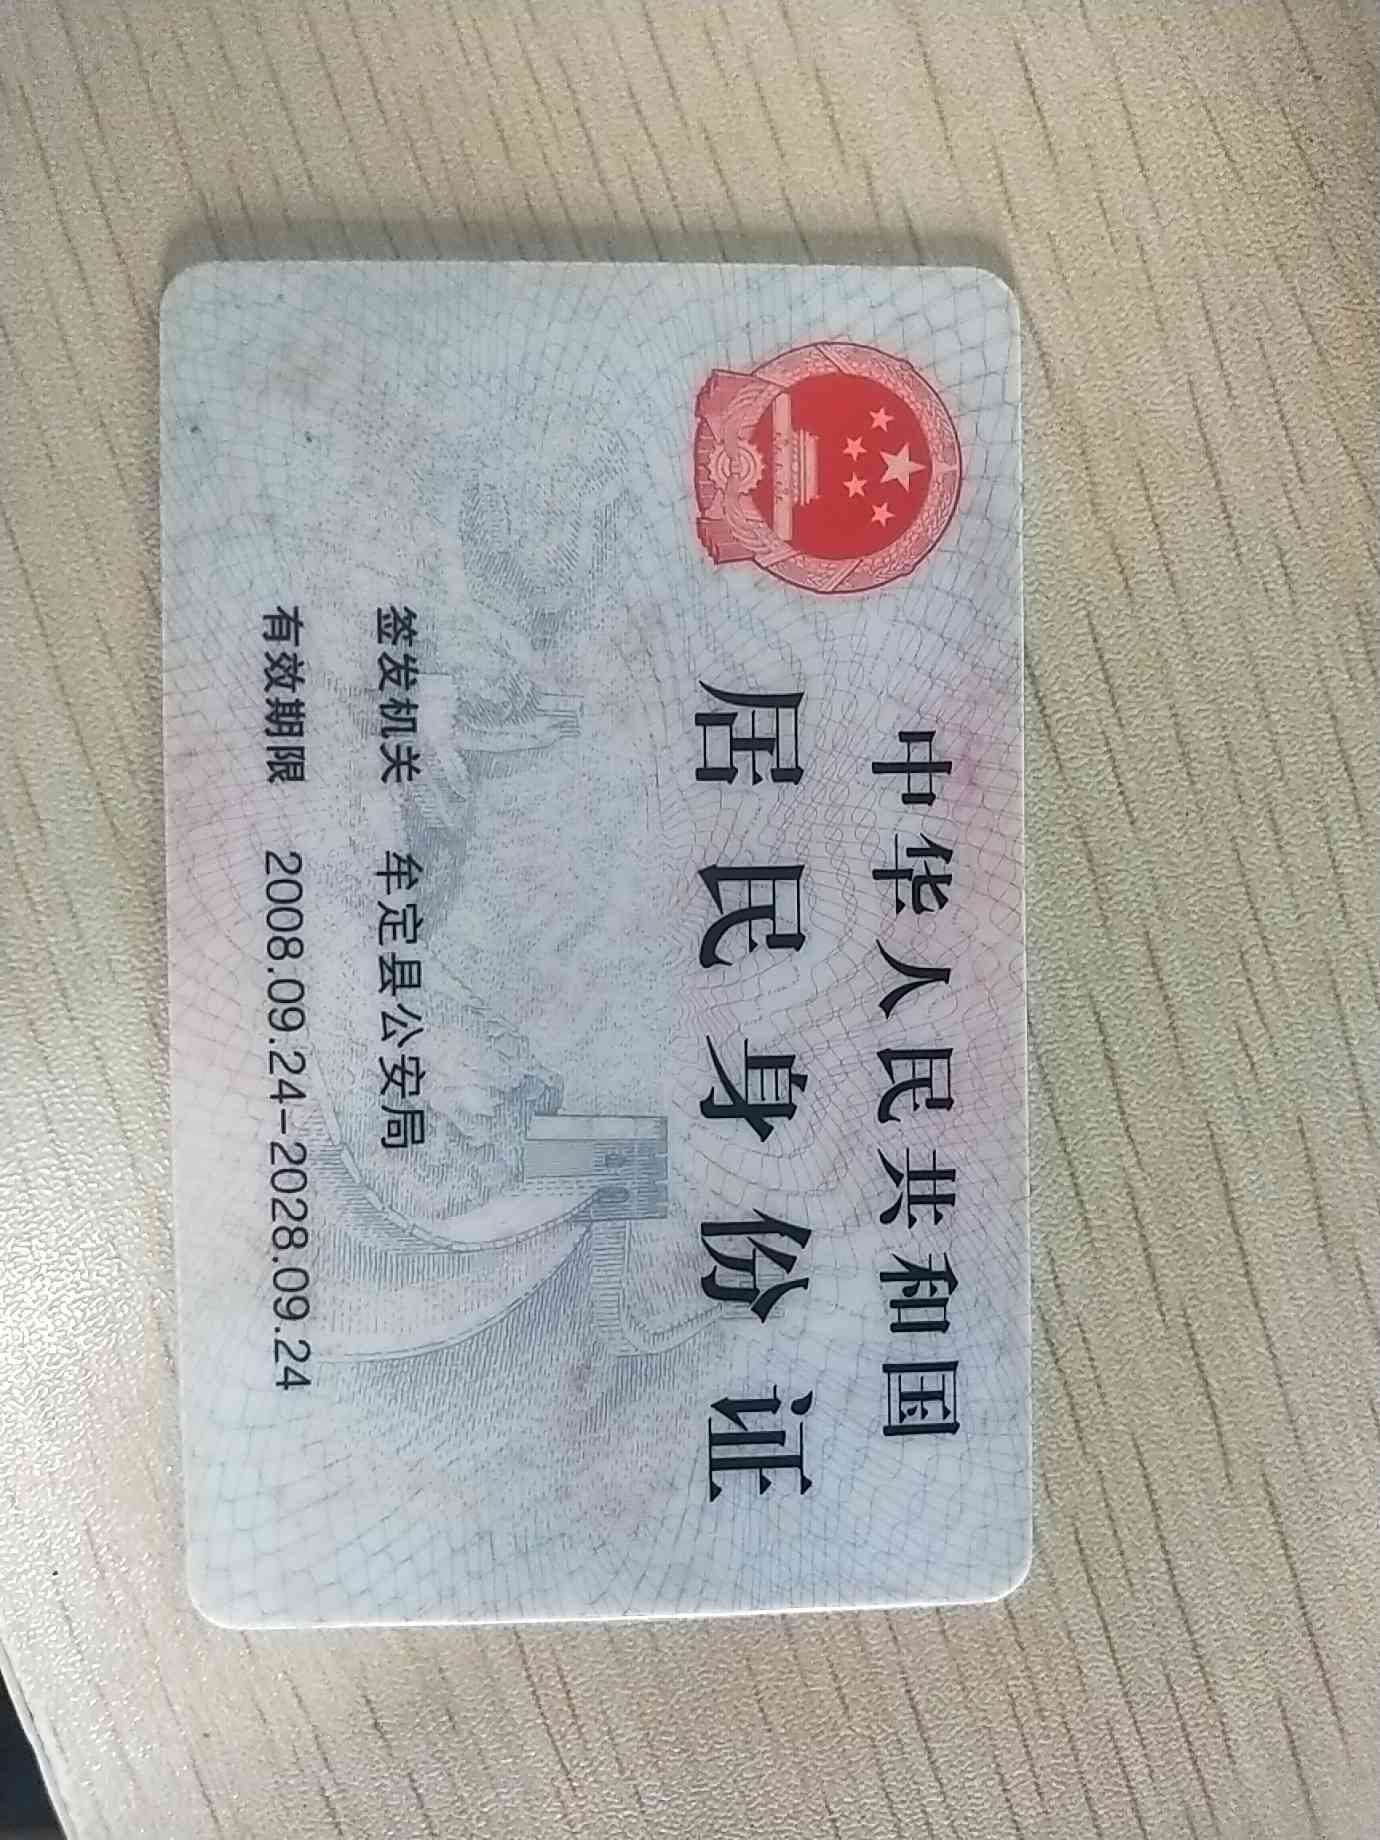 中华人民共和国
居民身份证
签发机关 牟定县公安局
有效期限 2008.09.24-2028.09.24